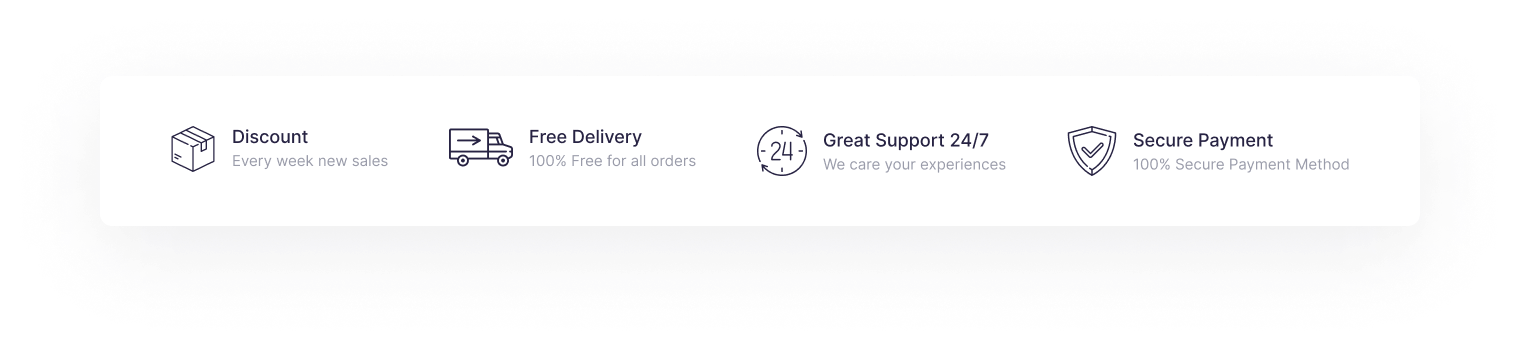 Discount
Every week new sales
Free Delivery
100% Free for all orders
24
Great Support 24/7
We care your experiences
Secure Payment
100% Secure Payment Method